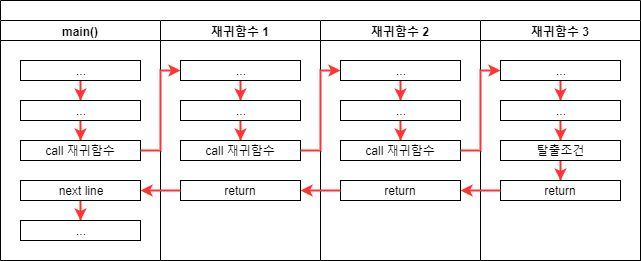 main() 재귀함수 1 재귀함수 2 재귀함수 3
... ... ... ...
... ... ... ...
call 재귀함수 call 재귀함수 call 재귀함수 탈출조건
next line return return return
...